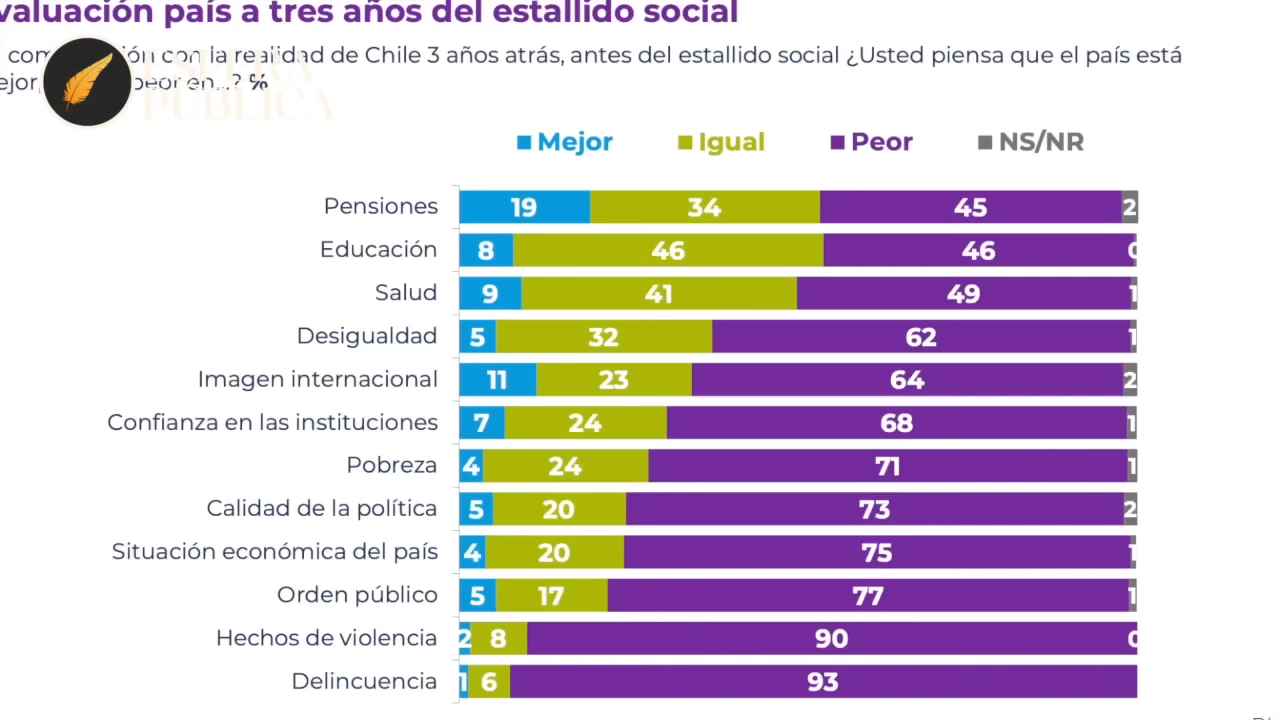 valuación país a tres años del estallido social
con la realidad de Chile 3 años atrás, antes del estallido social ¿Usted piensa que el país está
peor en...? %
PÚBLICA
Mejor Igual Peor NS/NR
Pensiones 19 34 45 2
Educación 8 46 46 0
Salud 9 41 49 1
Desigualdad 5 32 62 1
Imagen internacional 11 23 64 2
Confianza en las instituciones 7 24 68 1
Pobreza 4 24 71 1
Calidad de la política 5 20 73 2
Situación económica del país 4 20 75 1
Orden público 5 17 77 1
Hechos de violencia 2 8 90 0
Delincuencia 1 6 93